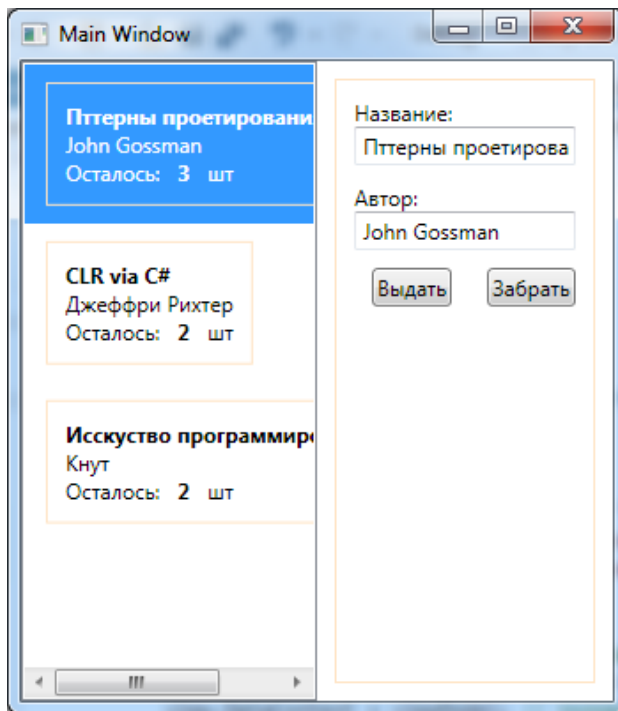 Main Window
Пттерны проетировани
John Gossman
Осталось: 3 шт
CLR via C#
Джеффри Рихтер
Осталось: 2 шт
Исскуство программиро
Кнут
Осталось: 2 шт
Название:
Пттерны проетирова
Автор:
John Gossman
Выдать Забрать